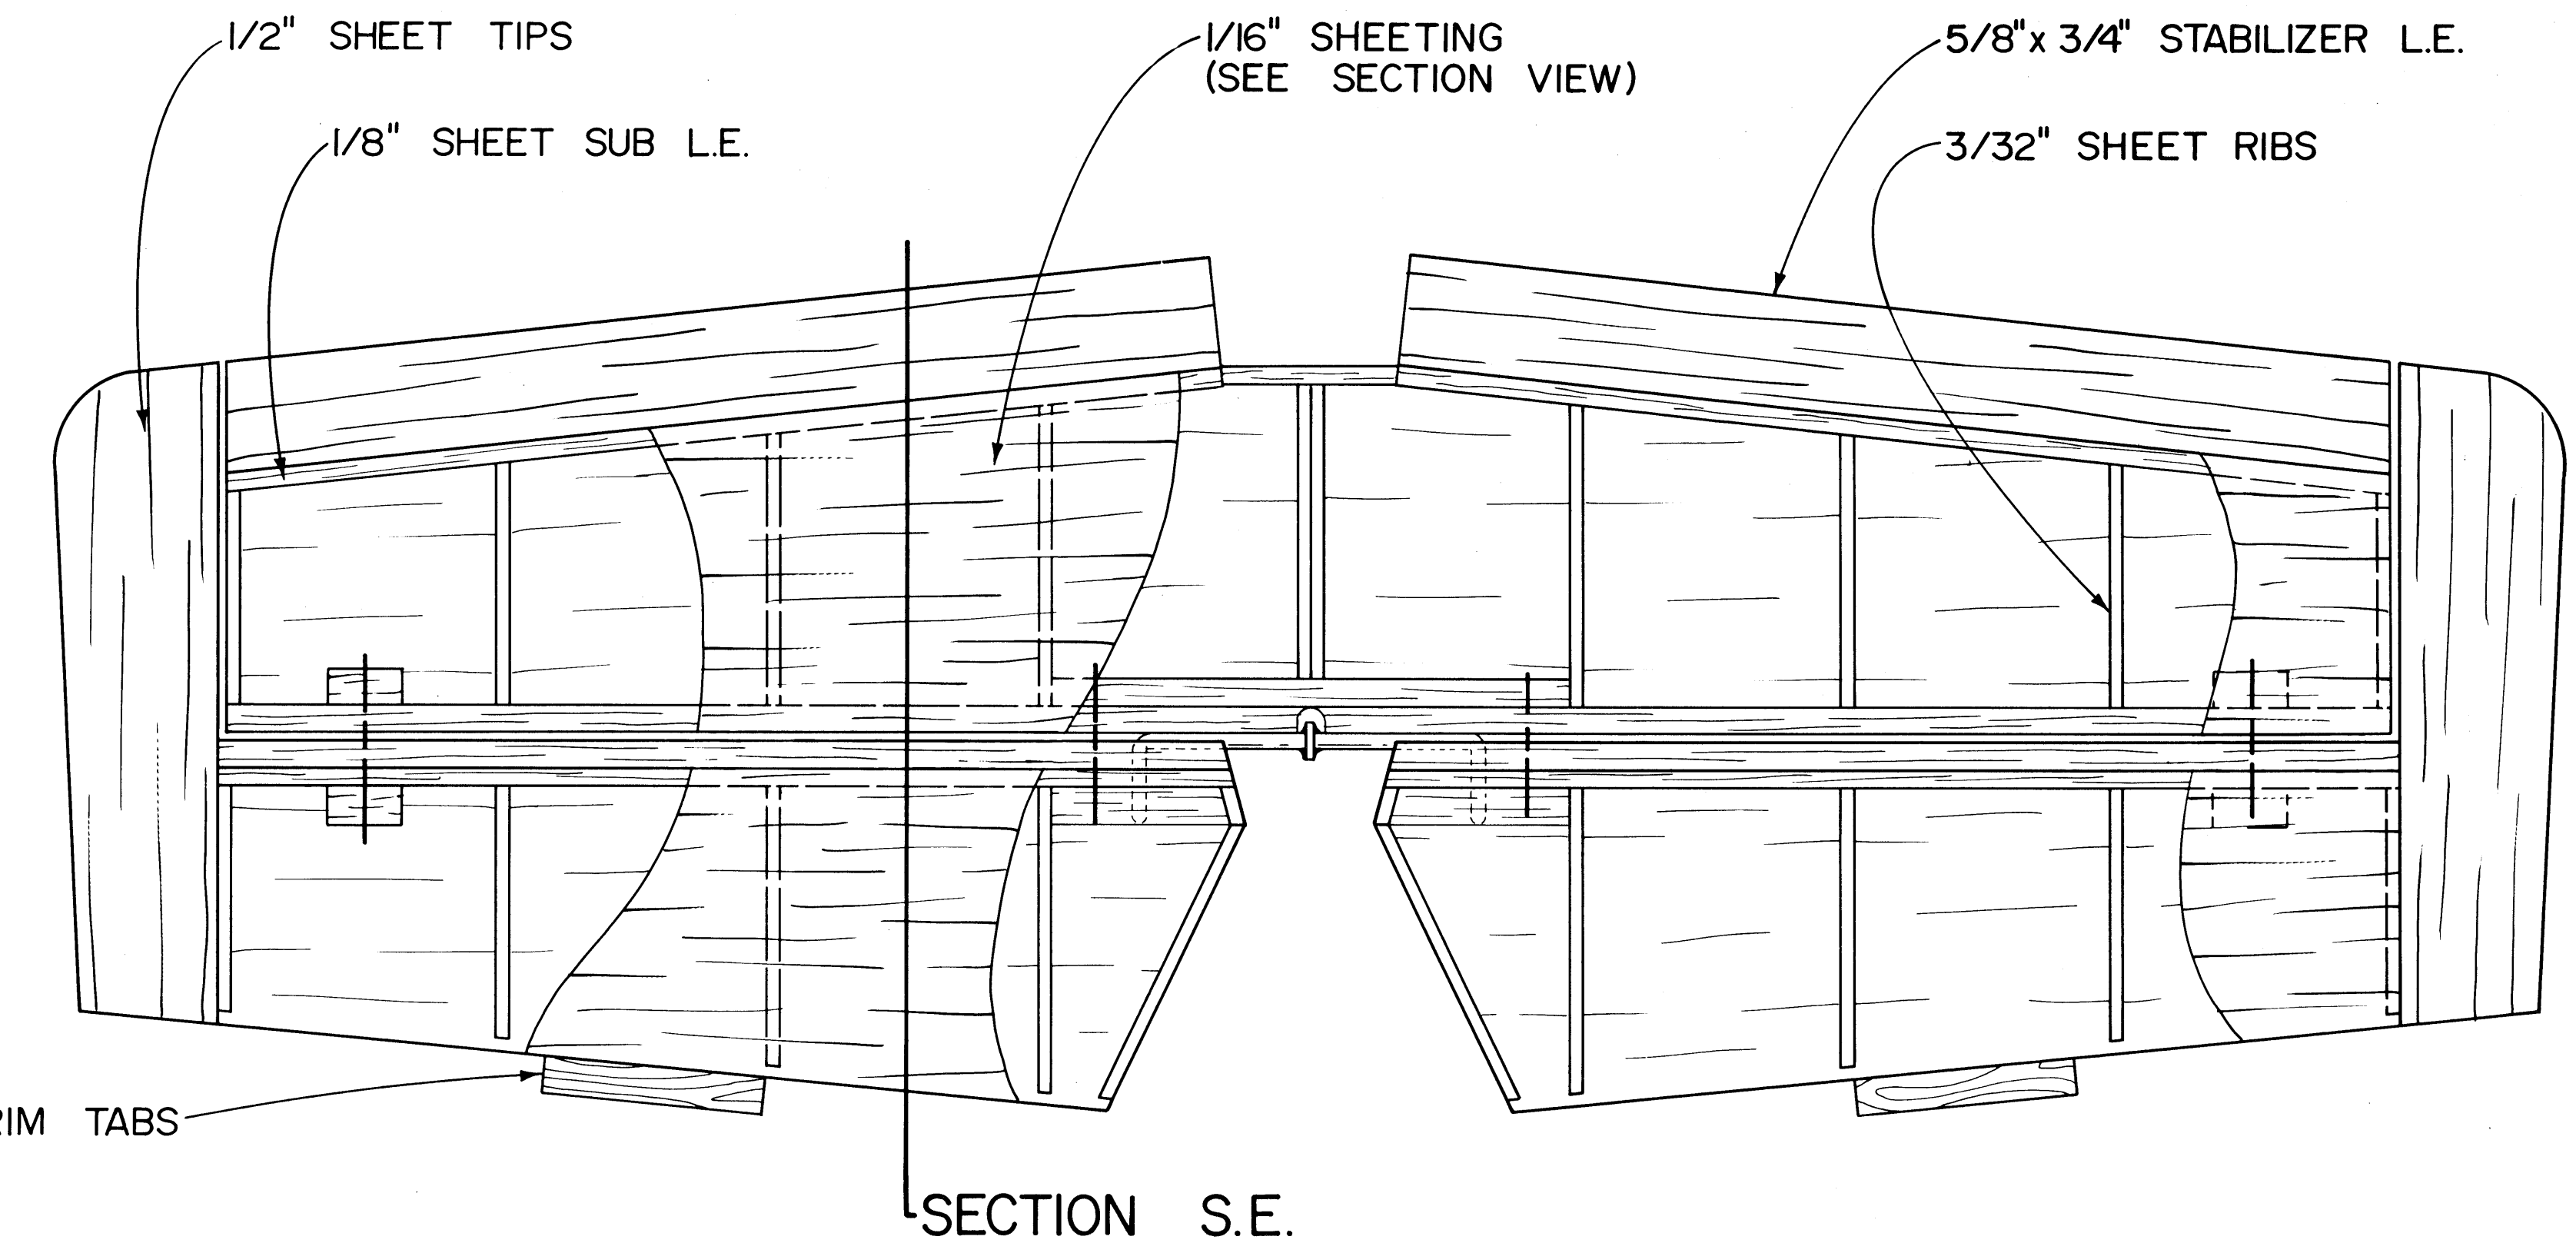 1/2" SHEET TIPS
1/8" SHEET SUB L.E.
1/16" SHEETING
(SEE SECTION VIEW)
5/8"x 3/4" STABILIZER L.E.
3/32" SHEET RIBS
TABS
SECTION S.E.